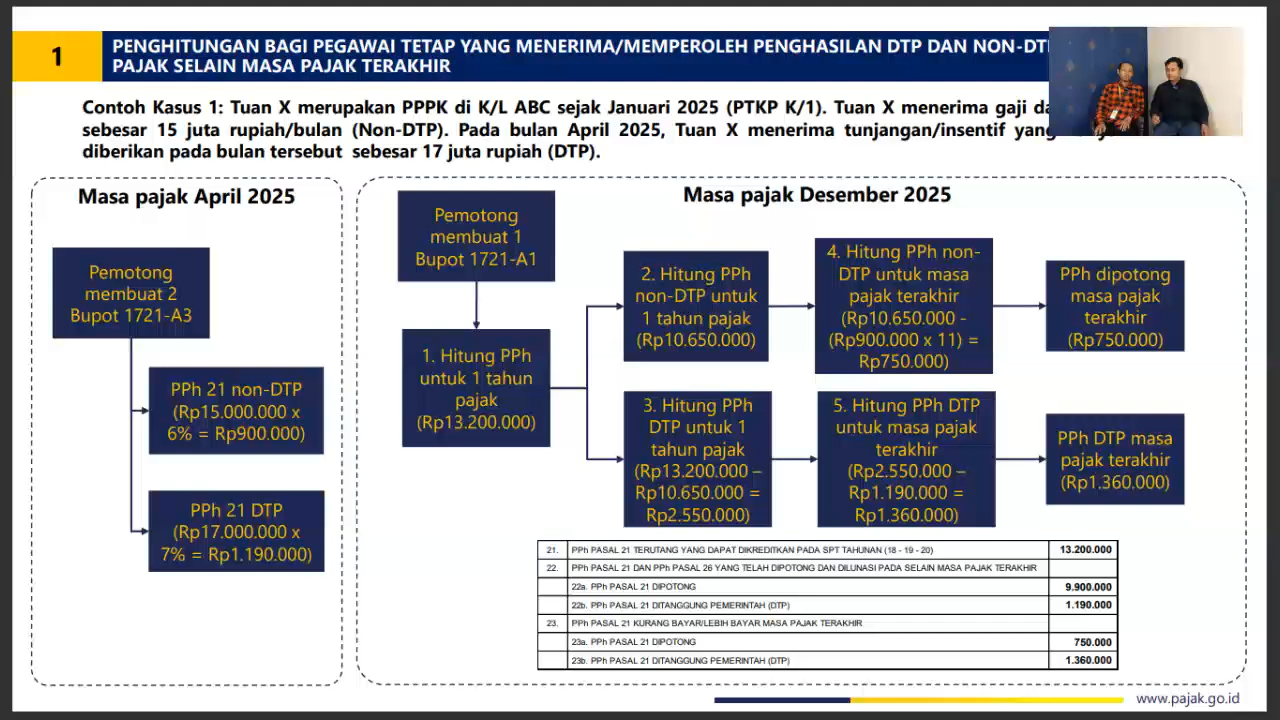 1
PENGHITUNGAN BAGI PEGAWAI TETAP YANG MENERIMA/MEMPEROLEH PENGHASILAN DTP DAN
PAJAK SELAIN MASA PAJAK TERAKHIR
Contoh Kasus 1: Tuan X merupakan PPPK di K/L ABC sejak Januari 2025 (PTKP K/1). Tuan X menerima gaji
sebesar 15 juta rupiah/bulan (Non-DTP). Pada bulan April 2025, Tuan X menerima tunjangan/insentif
diberikan pada bulan tersebut sebesar 17 juta rupiah (DTP).
Masa pajak April 2025
Pemotong
membuat 2
Bupot 1721-A3
PPh 21 non-DTP
(Rp15.000.000 x
6% = Rp900.000)
PPh 21 DTP
(Rp17.000.000 x
7% = Rp1.190.000)
Masa pajak Desember 2025
Pemotong
membuat 1
Bupot 1721-A1
1. Hitung PPh
untuk 1 tahun
pajak
(Rp13.200.000)
2. Hitung PPh
non-DTP untuk
1 tahun pajak
(Rp10.650.000)
4. Hitung PPh non-
DTP untuk masa
pajak terakhir
(Rp10.650.000 -
(Rp900.000 x 11) =
Rp750.000)
PPh dipotong
masa pajak
terakhir
(Rp750.000)
3. Hitung PPh
DTP untuk 1
tahun pajak
(Rp13.200.000 –
Rp10.650.000 =
Rp2.550.000)
5. Hitung PPh DTP
untuk masa pajak
terakhir
(Rp2.550.000 –
Rp1.190.000 =
Rp1.360.000)
PPh DTP masa
pajak terakhir
(Rp1.360.000)
21. PPh PASAL 21 TERUTANG YANG DAPAT DIKREDITKAN PADA SPT TAHUNAN (18 - 19 - 20) 13.200.000
22. PPh PASAL 21 DAN PPh PASAL 26 YANG TELAH DIPOTONG DAN DILUNASI PADA SELAIN MASA PAJAK TERAKHIR
22a. PPh PASAL 21 DIPOTONG 9.900.000
22b. PPh PASAL 21 DITANGGUNG PEMERINTAH (DTP) 1.190.000
23. PPh PASAL 21 KURANG BAYAR/LEBIH BAYAR MASA PAJAK TERAKHIR
23a. PPh PASAL 21 DIPOTONG 750.000
23b. PPh PASAL 21 DITANGGUNG PEMERINTAH (DTP) 1.360.000
www.pajak.go.id